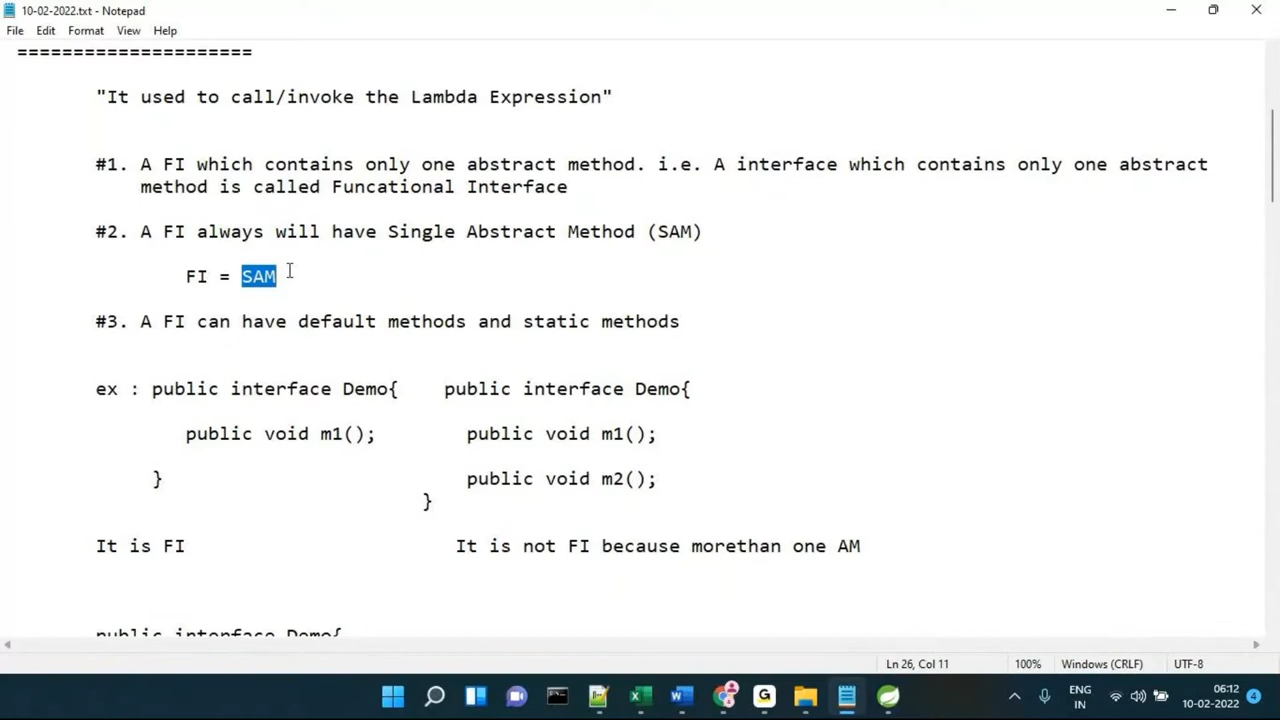 10-02-2022.txt - Notepad
File Edit Format View Help
=====================
"It used to call/invoke the Lambda Expression"
#1. A FI which contains only one abstract method. i.e. A interface which contains only one abstract
method is called Funcational Interface
#2. A FI always will have Single Abstract Method (SAM)
FI = SAM
#3. A FI can have default methods and static methods
ex : public interface Demo{ public interface Demo{
public void m1(); public void m1();
} public void m2();
}
It is FI It is not FI because morethan one AM
public interface Demo{
Ln 26, Col 11 100% Windows (CRLF) UTF-8
ENG 06:12
IN 10-02-2022 4